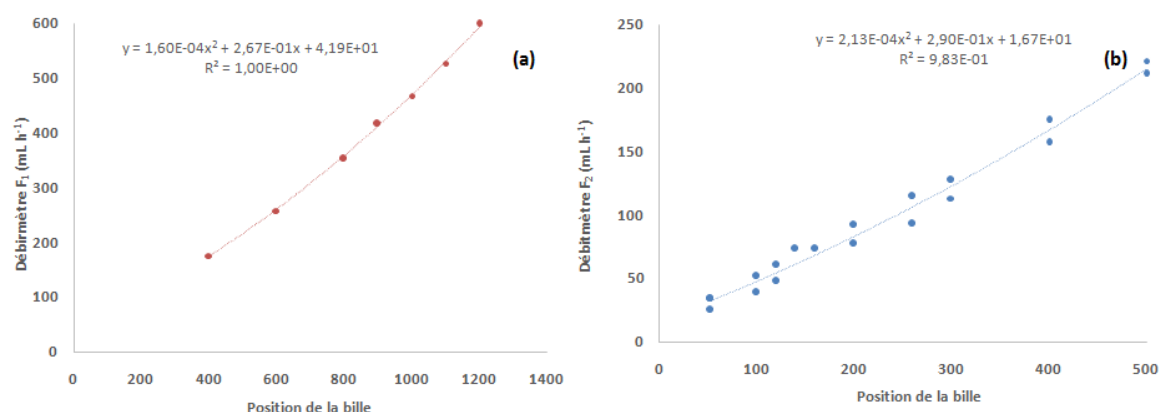 600
500
400
300
200
100
0
0 200 400 600 800 1000 1200 1400
Débirmètre F₁ (mL h⁻¹)
Position de la bille
y = 1,60E-04x² + 2,67E-01x + 4,19E+01
R² = 1,00E+00
(a)
250
200
150
100
50
0
0 100 200 300 400 500
Débitmètre F₂ (mL h⁻¹)
Position de la bille
y = 2,13E-04x² + 2,90E-01x + 1,67E+01
R² = 9,83E-01
(b)